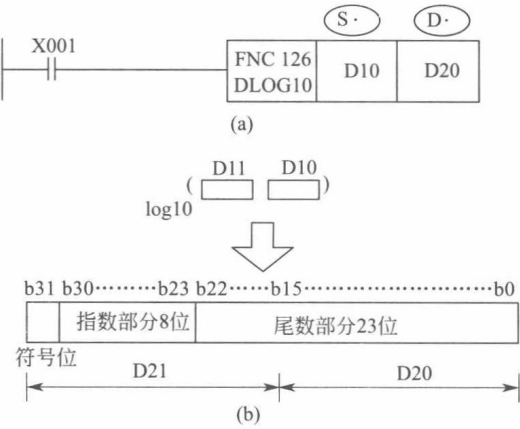 S· D·
X001
FNC 126
DLOG10
D10
D20
(a)
D11 D10
( )
log10
b31 b30………b23 b22……b15…………………………b0
指数部分8位 尾数部分23位
符号位
D21 D20
(b)